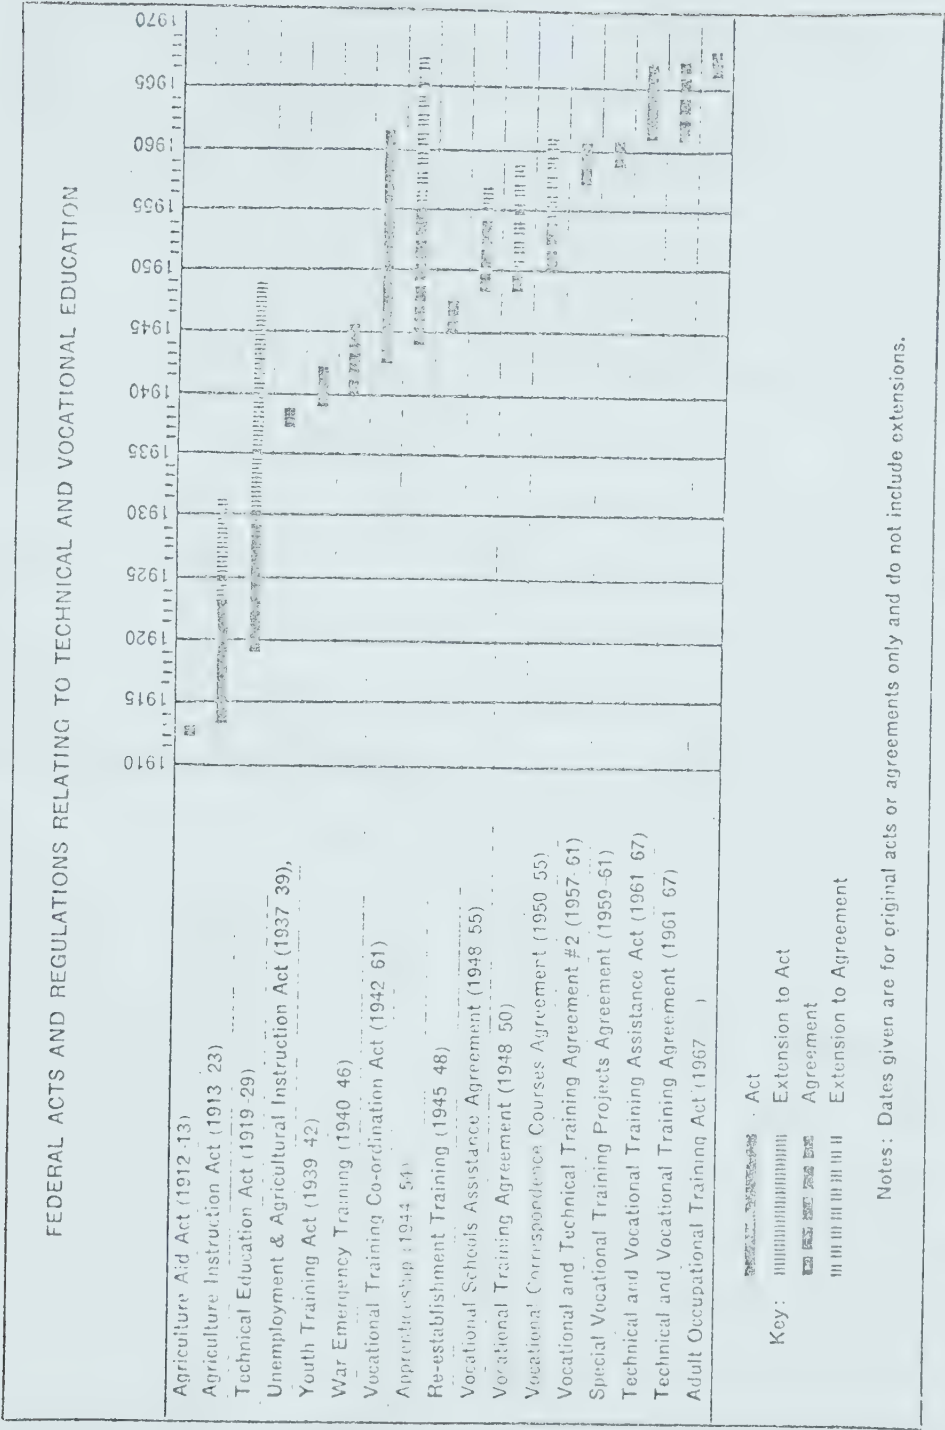 FEDERAL ACTS AND REGULATIONS RELATING TO TECHNICAL AND VOCATIONAL EDUCATION
1910 1915 1920 1925 1930 1935 1940 1945 1950 1955 1960 1965 1970
Agriculture Aid Act (1912-13)
Agriculture Instruction Act (1913 23)
Technical Education Act (1919-29)
Unemployment & Agricultural Instruction Act (1937 39),
Youth Training Act (1939 42)
War Emergency Training (1940 46)
Vocational Training Co-ordination Act (1942 61)
Apprenticeship (1944 54)
Re-establishment Training (1945 48)
Vocational Schools Assistance Agreement (1948 55)
Vocational Training Agreement (1948 50)
Vocational Correspondence Courses Agreement (1950 55)
Vocational and Technical Training Agreement #2 (1957-61)
Special Vocational Training Projects Agreement (1959-61)
Technical and Vocational Training Assistance Act (1961 67)
Technical and Vocational Training Agreement (1961 67)
Adult Occupational Training Act (1967 )
Key: Act
Extension to Act
Agreement
Extension to Agreement
Notes: Dates given are for original acts or agreements only and do not include extensions.